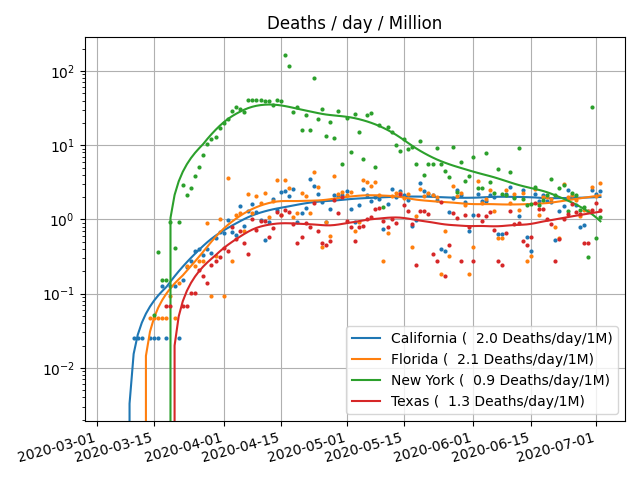 Deaths / day / Million
10²
10¹
10⁰
10⁻¹
10⁻²
California (  2.0 Deaths/day/1M)
Florida (  2.1 Deaths/day/1M)
New York (  0.9 Deaths/day/1M)
Texas (  1.3 Deaths/day/1M)
2020-03-01
2020-03-15
2020-04-01
2020-04-15
2020-05-01
2020-05-15
2020-06-01
2020-06-15
2020-07-01